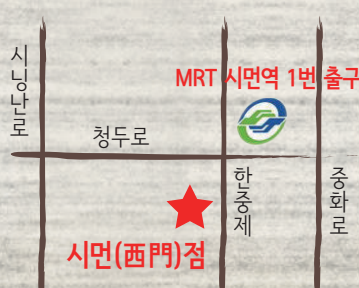 시닝난로
MRT 시먼역 1번 출구
청두로
한중제
중화로
시먼(西門)점